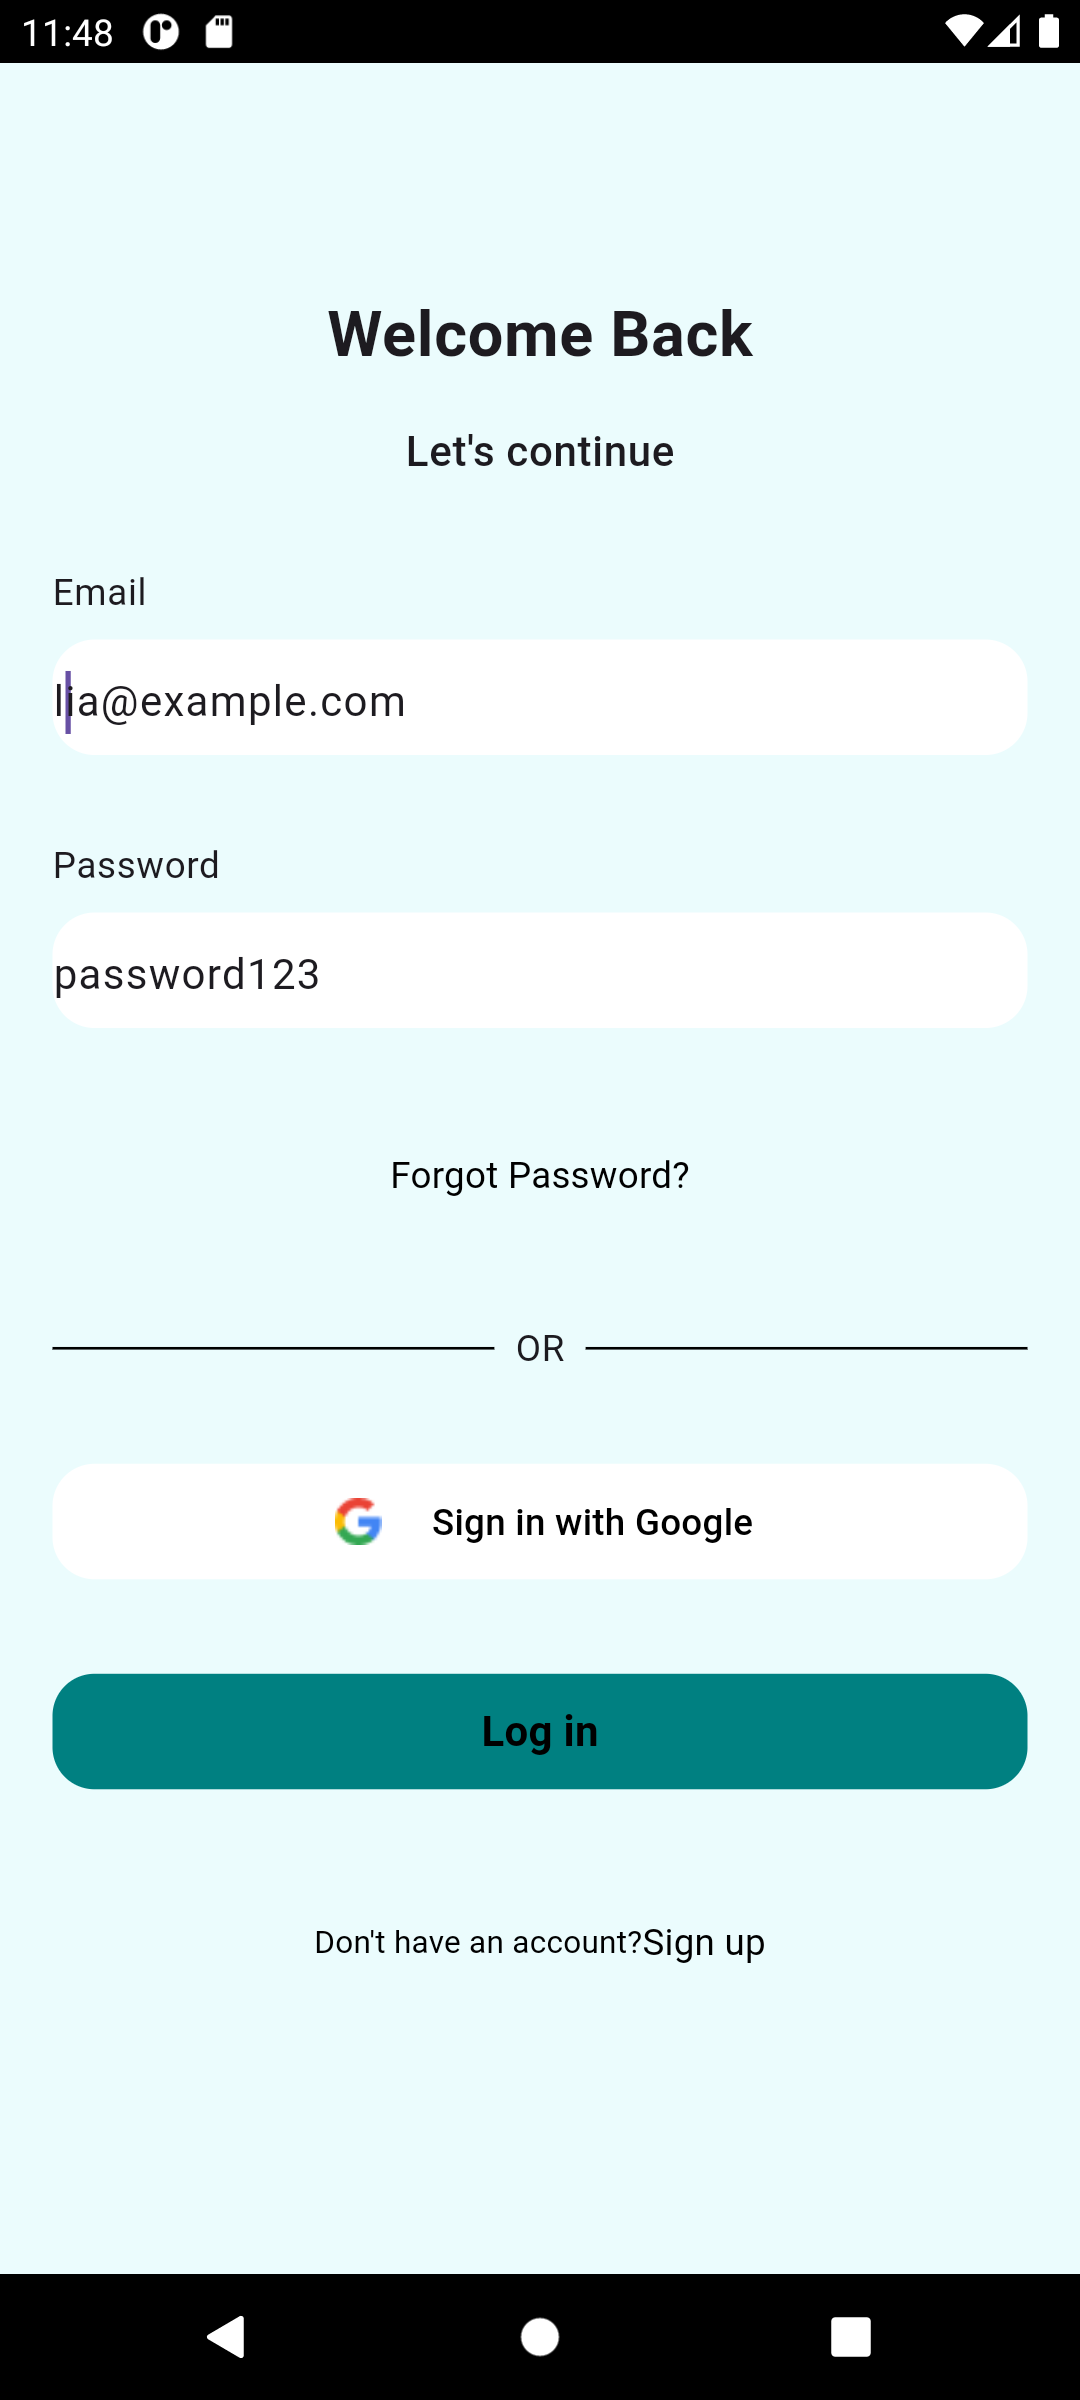 11:48
Welcome Back
Let's continue
Email
lia@example.com
Password
password123
Forgot Password?
OR
Sign in with Google
Log in
Don't have an account?Sign up